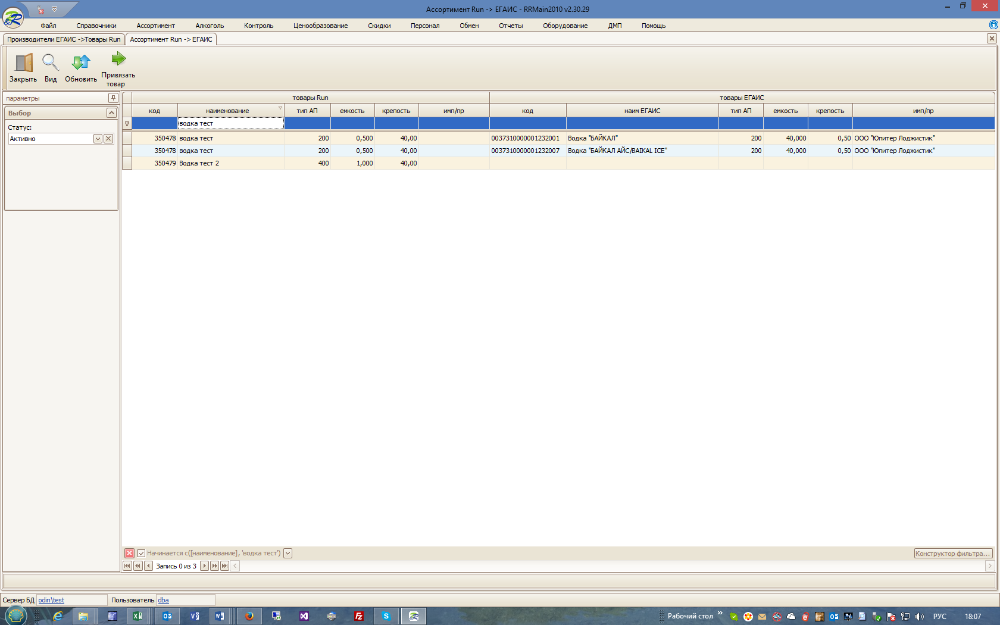 Ассортимент Run -> ЕГАИС - RRMain2010 v2.30.29
Файл Справочники Ассортимент Алкоголь Контроль Ценообразование Скидки Персонал Обмен Отчеты Оборудование ДМП Помощь
Производители ЕГАИС ->Товары Run Ассортимент Run -> ЕГАИС
Закрыть Вид Обновить Привязать товар
параметры
Выбор
Статус:
Активно
товары Run товары ЕГАИС
код наименование тип АП емкость крепость имп/пр код наим ЕГАИС тип АП емкость крепость имп/пр
водка тест
350478 водка тест 200 0,500 40,00 0037310000001232001 Водка "БАЙКАЛ" 200 40,000 0,50 ООО "Юпитер Лоджистик"
350478 водка тест 200 0,500 40,00 0037310000001232007 Водка "БАЙКАЛ АЙС/BAIKAL ICE" 200 40,000 0,50 ООО "Юпитер Лоджистик"
350479 Водка тест 2 400 1,000 40,00
Начинается с([наименование], 'водка тест') Конструктор фильтра...
Запись 0 из 3
Сервер БД odin\test Пользователь dba
Рабочий стол » РУС 18:07